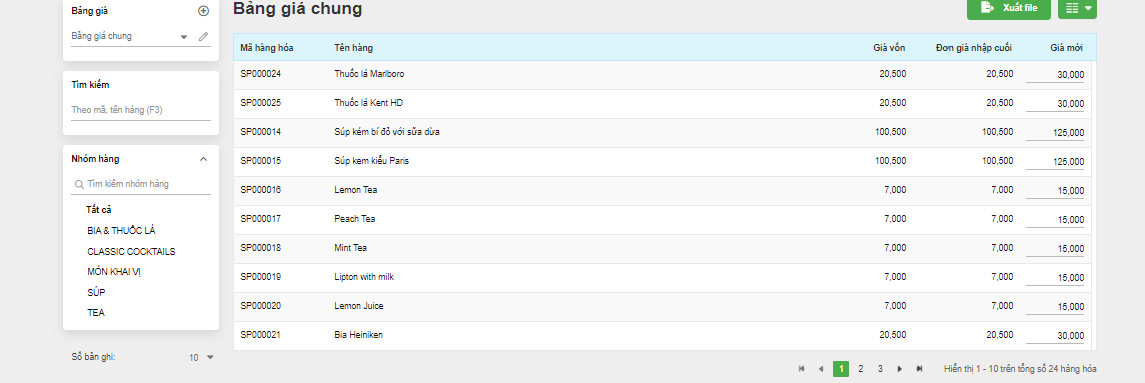 Bảng giá
Bảng giá chung
Tìm kiếm
Theo mã, tên hàng (F3)
Nhóm hàng
Tìm kiếm nhóm hàng
Tất cả
BIA & THUỐC LÁ
CLASSIC COCKTAILS
MÓN KHAI VỊ
SÚP
TEA
Số bản ghi: 10
Bảng giá chung
Xuất file
Mã hàng hóa Tên hàng Giá vốn Đơn giá nhập cuối Giá mới
SP000024 Thuốc lá Marlboro 20,500 20,500 30,000
SP000025 Thuốc lá Kent HD 20,500 20,500 30,000
SP000014 Súp kém bí đỏ với sữa dừa 100,500 100,500 125,000
SP000015 Súp kem kiểu Paris 100,500 100,500 125,000
SP000016 Lemon Tea 7,000 7,000 15,000
SP000017 Peach Tea 7,000 7,000 15,000
SP000018 Mint Tea 7,000 7,000 15,000
SP000019 Lipton with milk 7,000 7,000 15,000
SP000020 Lemon Juice 7,000 7,000 15,000
SP000021 Bia Heiniken 20,500 20,500 30,000
1 2 3 Hiển thị 1 - 10 trên tổng số 24 hàng hóa